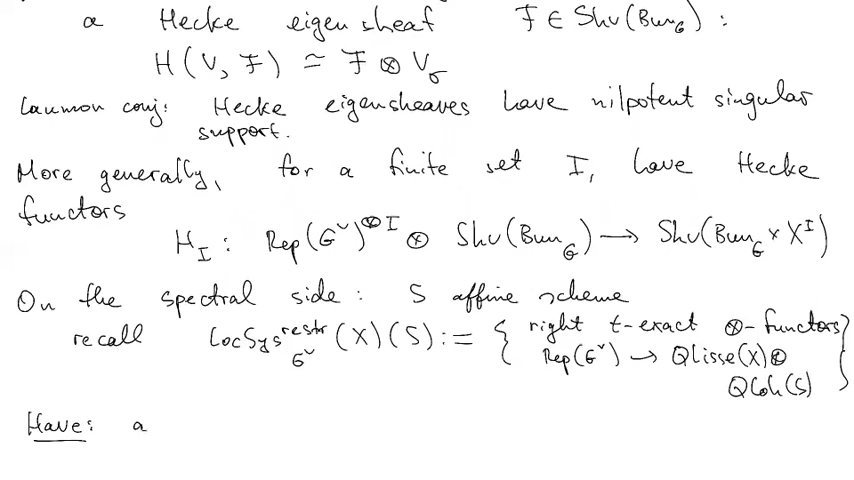 a Hecke eigensheaf F ∈ Shv(Bun_G):
H(V, F) ≃ F ⊗ V_σ
Laumon conj: Hecke eigensheaves have nilpotent singular
support.
More generally, for a finite set I, have Hecke
functors
H_I : Rep(G^∨)^{⊗I} ⊗ Shv(Bun_G) → Shv(Bun_G × X^I)
On the spectral side: S affine scheme
recall LocSys^{restr}_{G^∨}(X)(S) := { right t-exact ⊗-functors
Rep(G^∨) → QLisse(X) ⊗
QCoh(S) }
Have: a